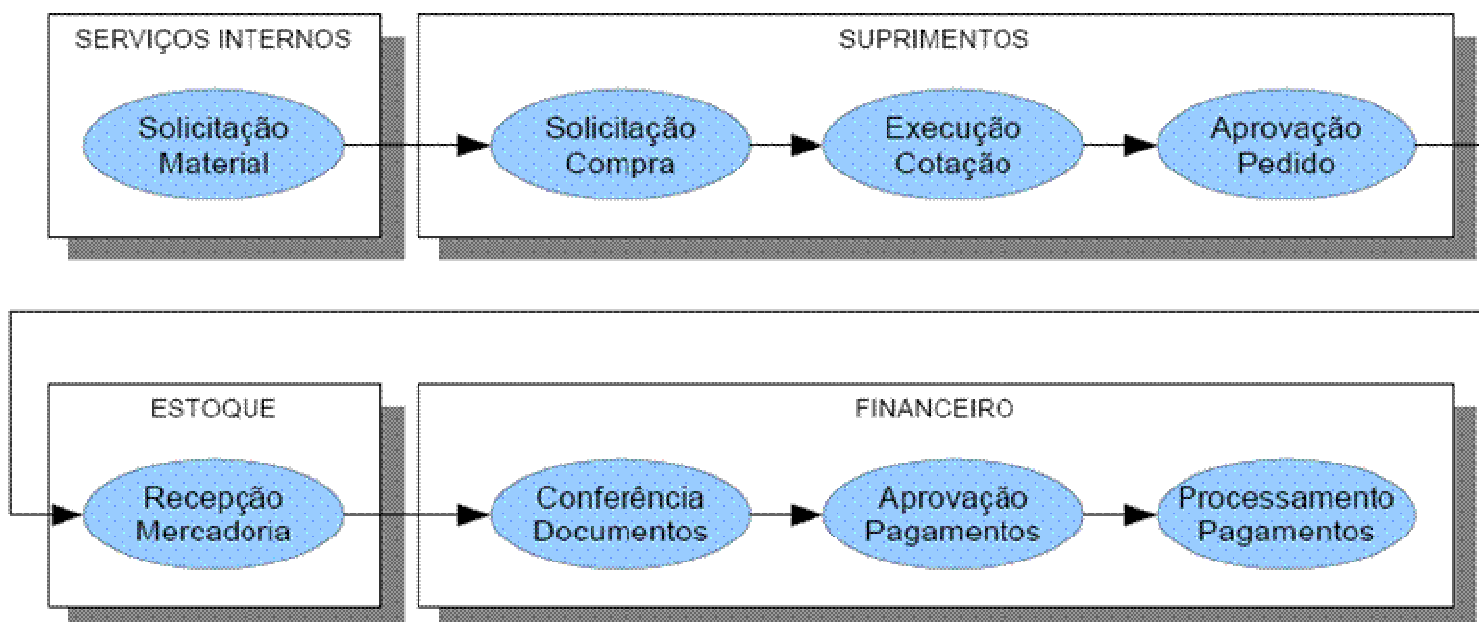 SERVIÇOS INTERNOS
SUPRIMENTOS
Solicitação
Material
Solicitação
Compra
Execução
Cotação
Aprovação
Pedido
ESTOQUE
FINANCEIRO
Recepção
Mercadoria
Conferência
Documentos
Aprovação
Pagamentos
Processamento
Pagamentos